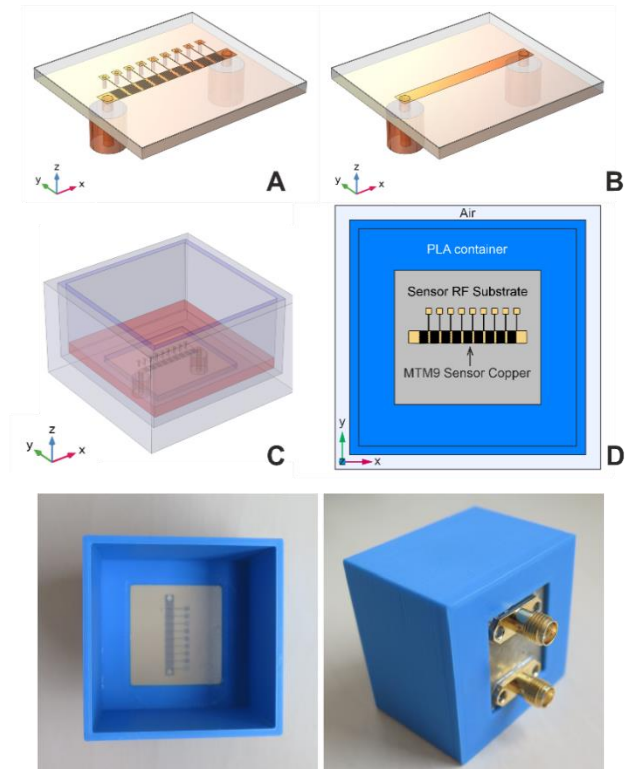 z
y
x
A
z
y
x
B
z
y
x
C
Air
PLA container
Sensor RF Substrate
MTM9 Sensor Copper
y
z
x
D